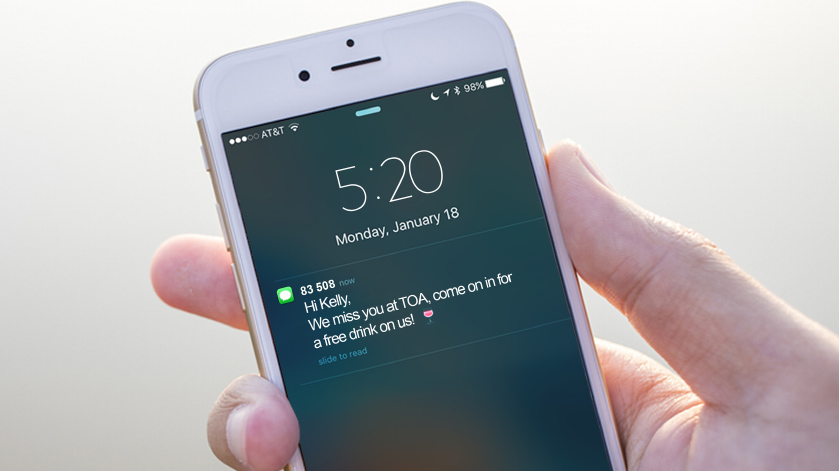 AT&T 98%
5:20
Monday, January 18
83 508 now
Hi Kelly,
We miss you at TOA, come on in for
a free drink on us! 🍷
slide to read